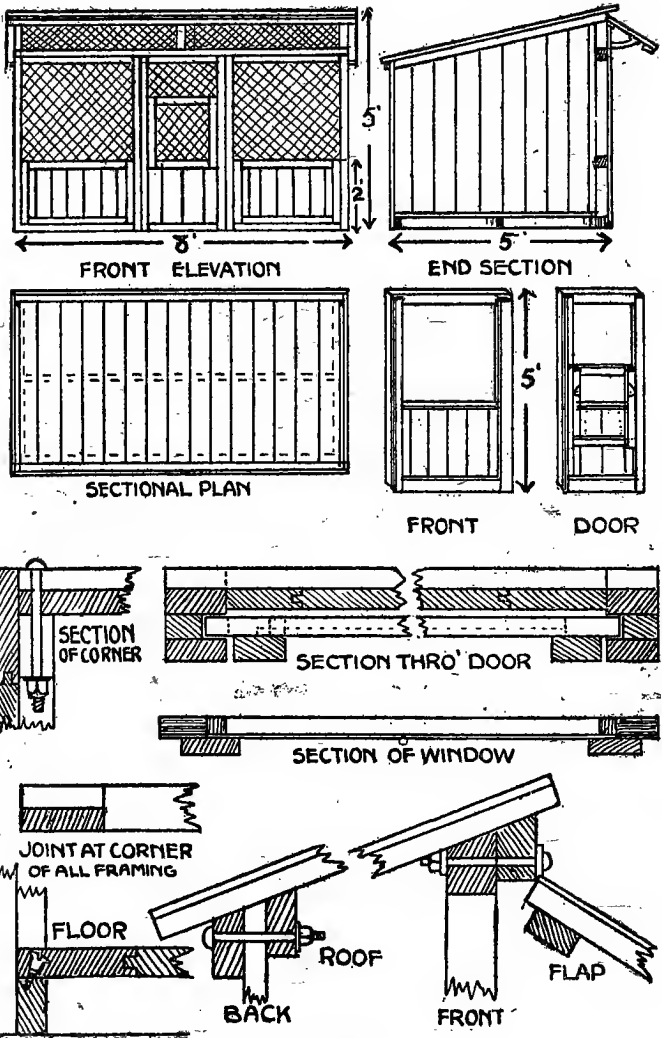 5'
2'
8'
5'
FRONT ELEVATION
END SECTION
5'
SECTIONAL PLAN
FRONT
DOOR
SECTION
OF CORNER
SECTION THRO' DOOR
SECTION OF WINDOW
JOINT AT CORNER
OF ALL FRAMING
FLOOR
ROOF
FLAP
BACK
FRONT